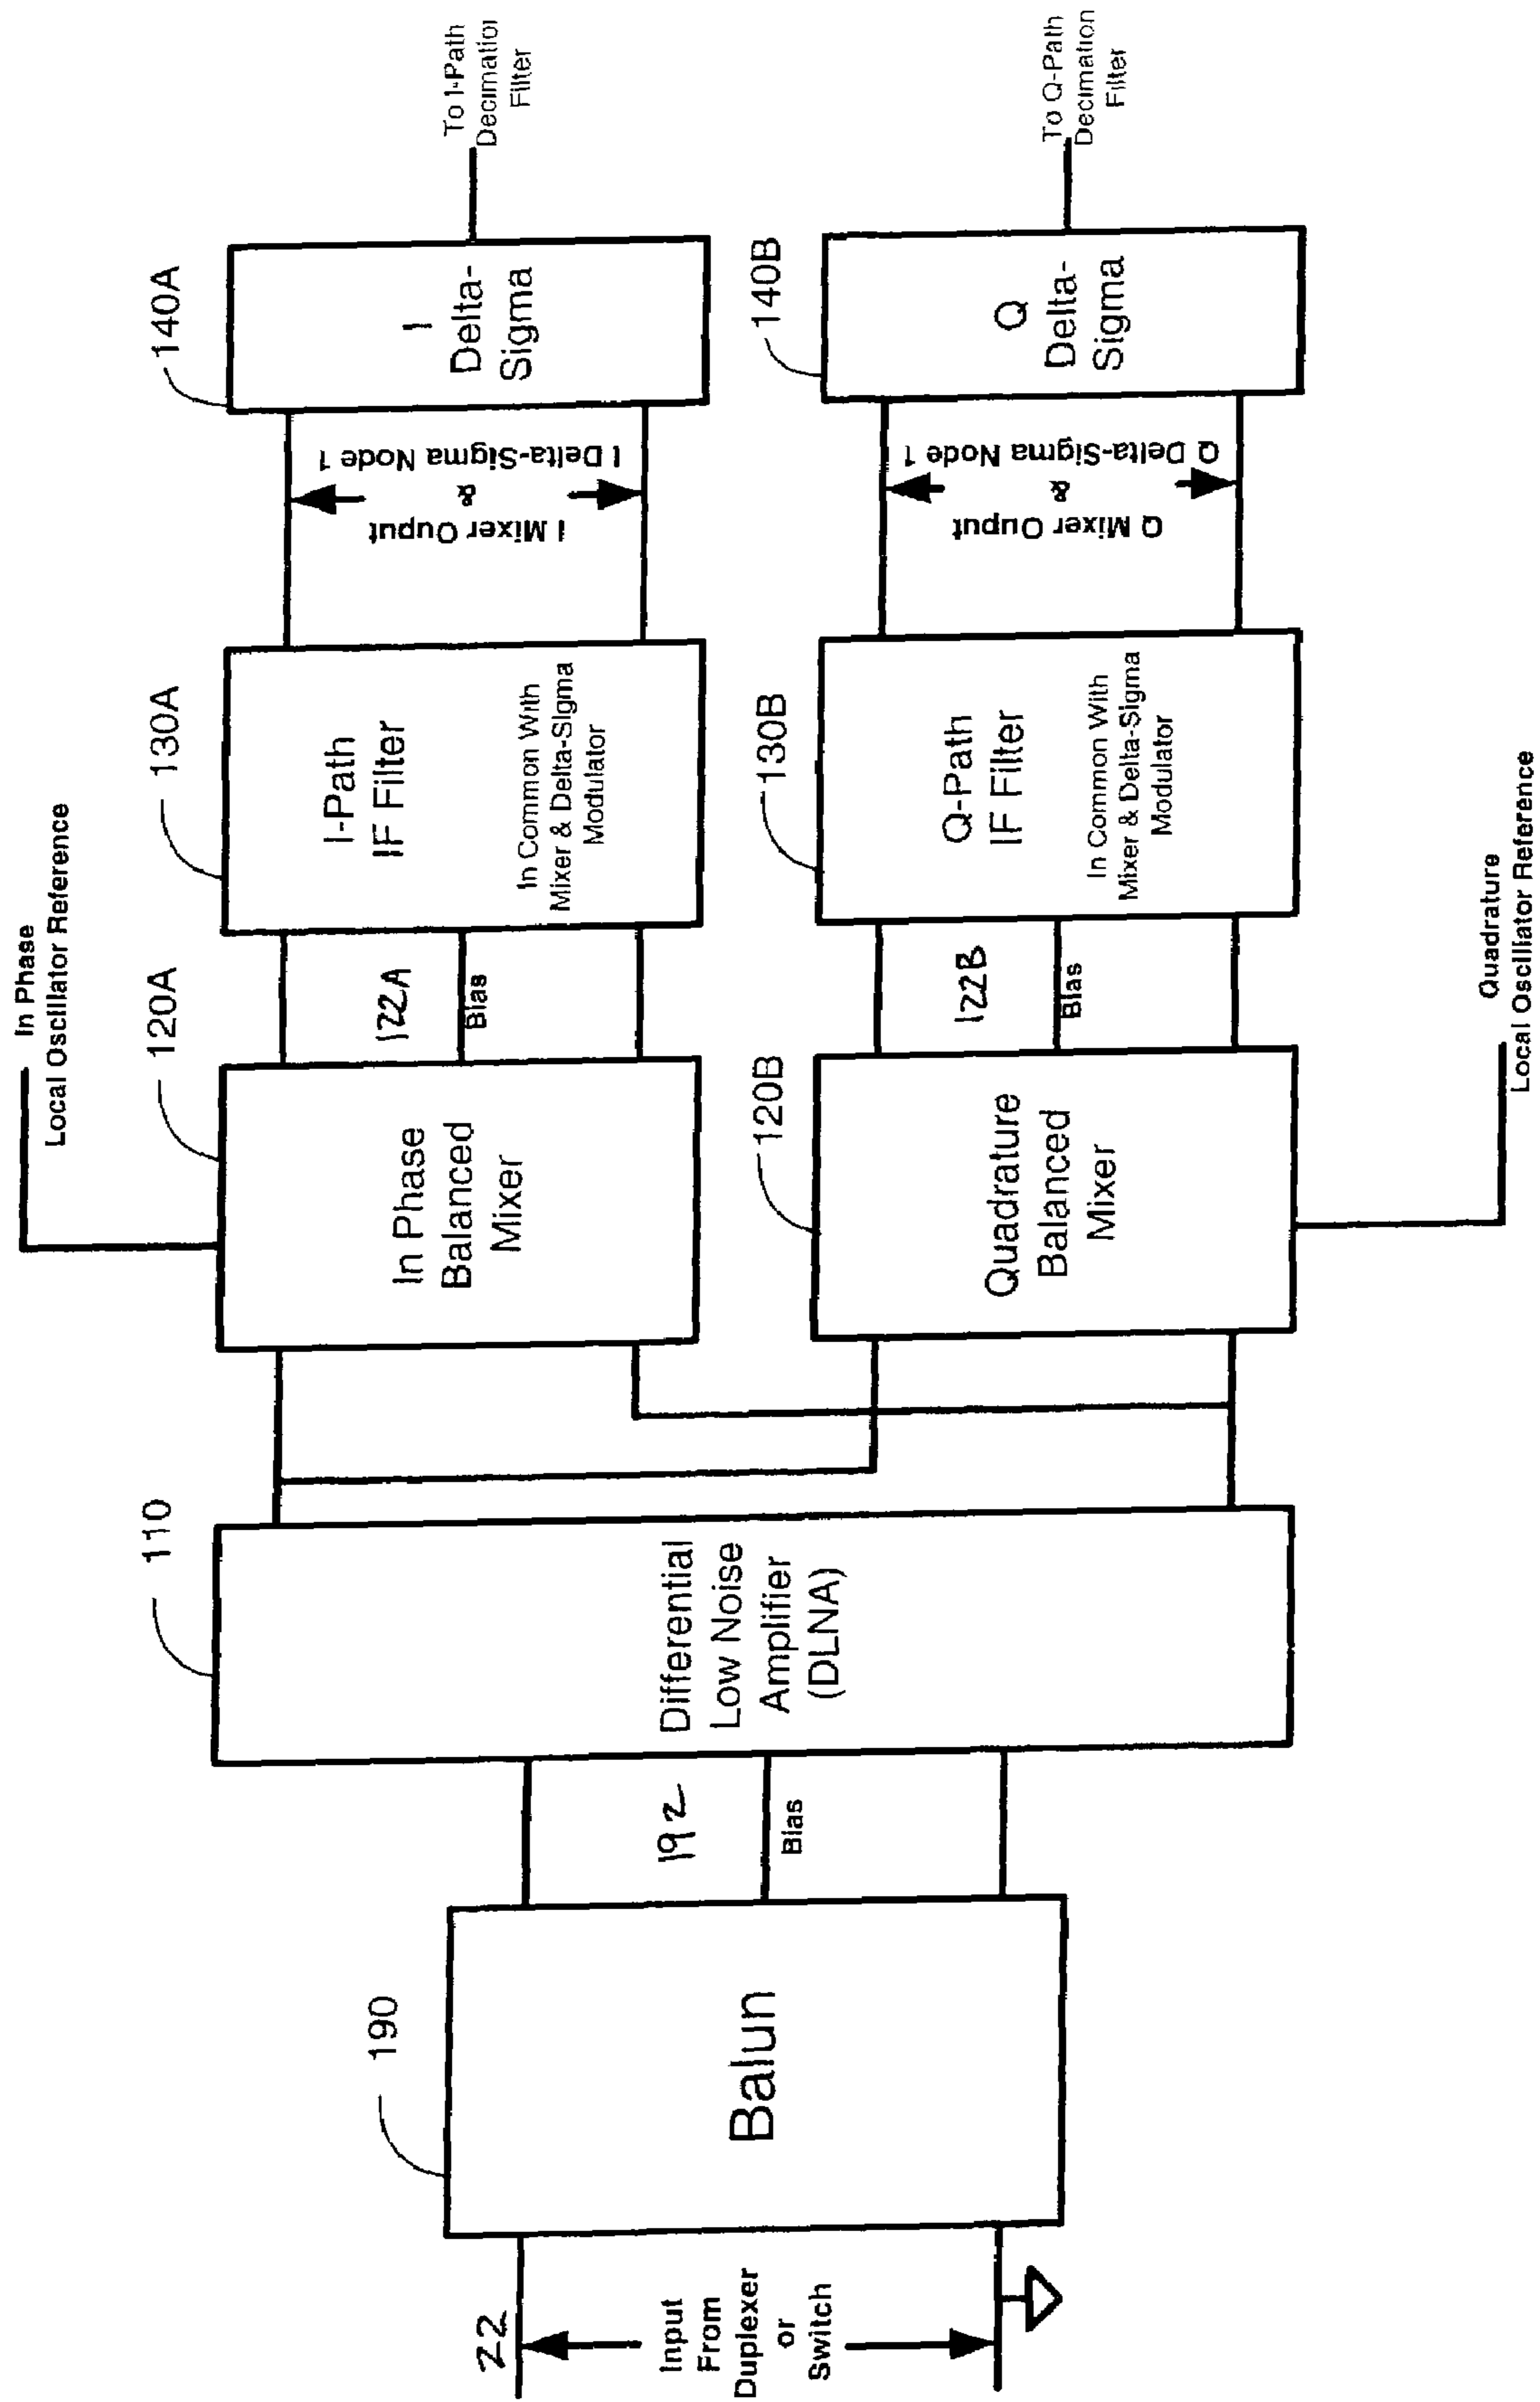 22
Input
From
Duplexer
or
Switch
190
Balun
192
Bias
110
Differential
Low Noise
Amplifier
(DLNA)
In Phase
Local Oscillator Reference
120A
In Phase
Balanced
Mixer
122A
Bias
130A
I-Path
IF Filter
In Common With
Mixer & Delta-Sigma
Modulator
I Mixer Ouput
&
I Delta-Sigma Node 1
140A
I
Delta-
Sigma
To I-Path
Decimation
Filter
120B
Quadrature
Balanced
Mixer
Quadrature
Local Oscillator Reference
122B
Bias
130B
Q-Path
IF Filter
In Common With
Mixer & Delta-Sigma
Modulator
Q Mixer Ouput
&
Q Delta-Sigma Node 1
140B
Q
Delta-
Sigma
To Q-Path
Decimation
Filter